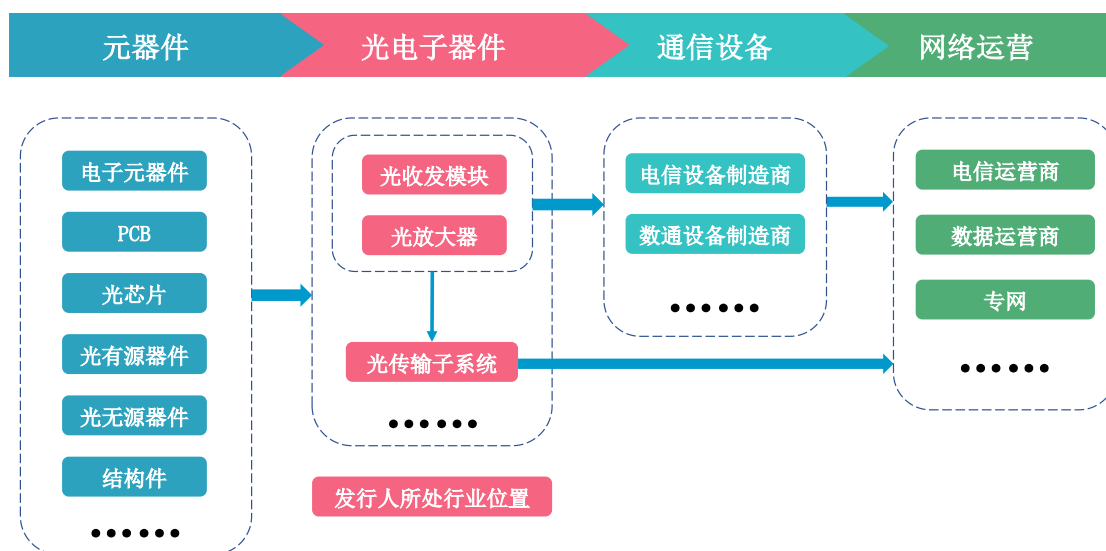 元器件
光电子器件
通信设备
网络运营
电子元器件
PCB
光芯片
光有源器件
光无源器件
结构件
••••••
光收发模块
光放大器
光传输子系统
••••••
发行人所处行业位置
电信设备制造商
数通设备制造商
••••••
电信运营商
数据运营商
专网
••••••